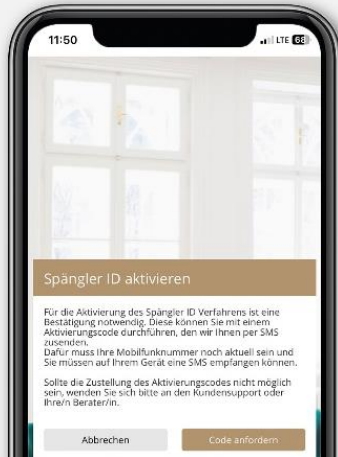 11:50
LTE 68
Spängler ID aktivieren
Für die Aktivierung des Spängler ID Verfahrens ist eine
Bestätigung notwendig. Diese können Sie mit einem
Aktivierungscode durchführen, den wir Ihnen per SMS
zusenden.
Dafür muss Ihre Mobilfunknummer noch aktuell sein und
Sie müssen auf Ihrem Gerät eine SMS empfangen können.
Sollte die Zustellung des Aktivierungscodes nicht möglich
sein, wenden Sie sich bitte an den Kundensupport oder
Ihre/n Berater/in.
Abbrechen
Code anfordern